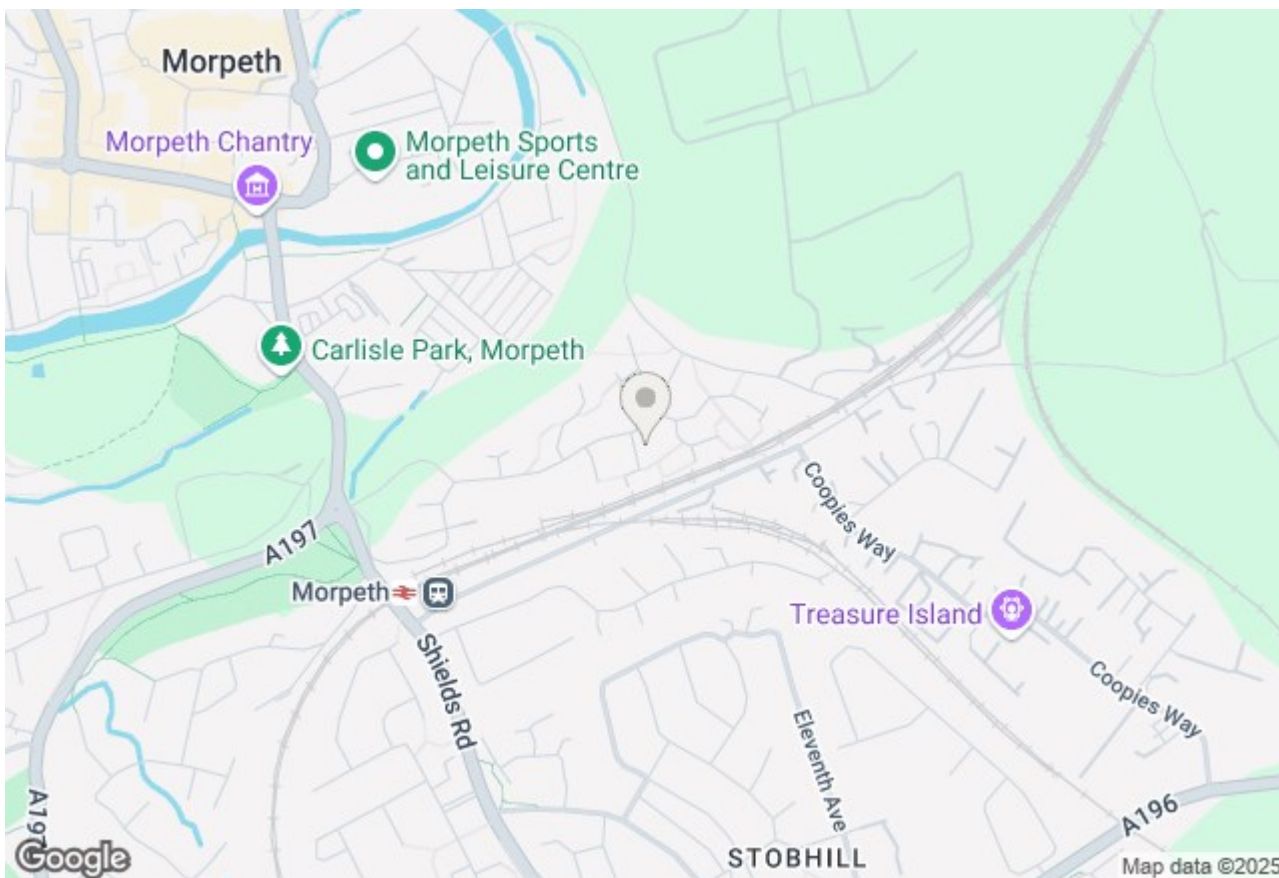 Morpeth
Morpeth Chantry
Morpeth Sports
and Leisure Centre
Carlisle Park, Morpeth
A197
Coopies Way
Morpeth
Treasure Island
Shields Rd
Coopies Way
Eleventh Ave
A197
A196
STOBHILL
Google
Map data ©2025